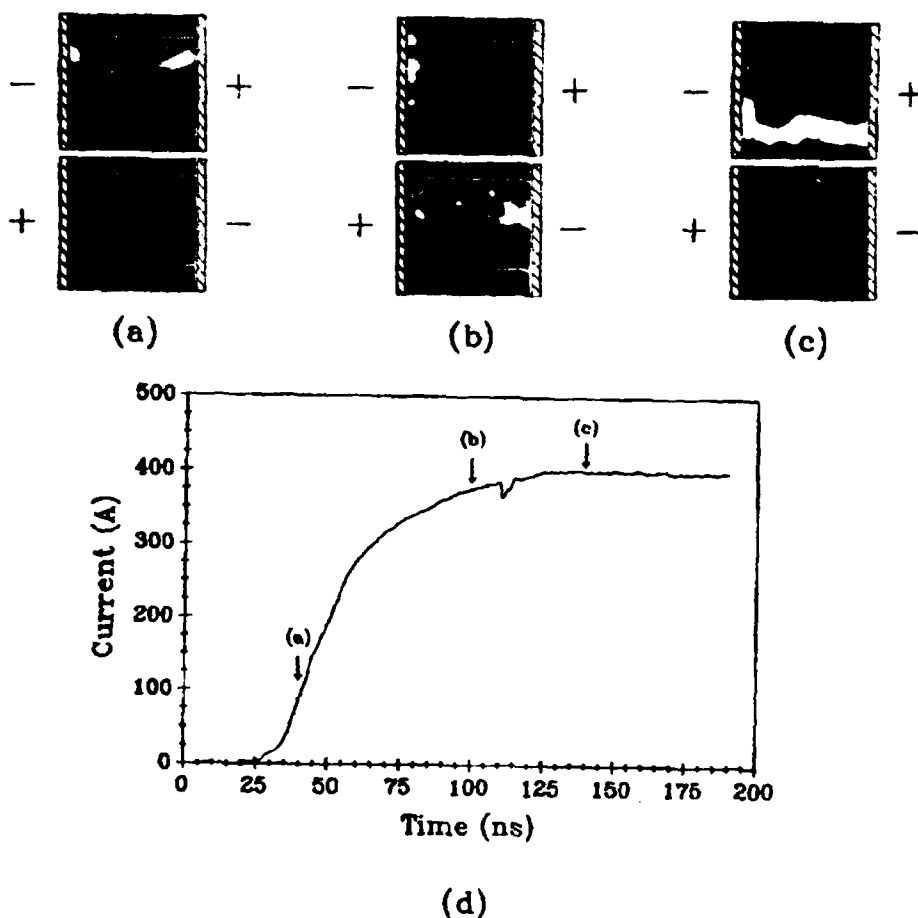 − + − + − +
+ − + − + −
(a) (b) (c)
500
400
300
200
100
0
Current (A)
(a)
(b)
(c)
0 25 50 75 100 125 150 175 200
Time (ns)
(d)